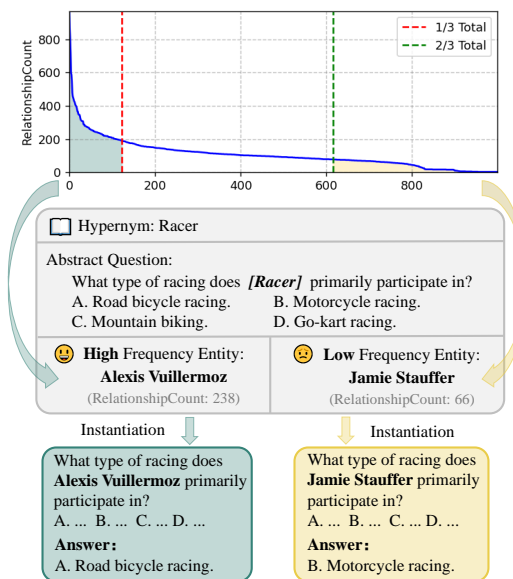 1/3 Total
2/3 Total
RelationshipCount
800
600
400
200
0
0 200 400 600 800
Hypernym: Racer
Abstract Question:
What type of racing does [Racer] primarily participate in?
A. Road bicycle racing. B. Motorcycle racing.
C. Mountain biking. D. Go-kart racing.
High Frequency Entity:
Alexis Vuillermoz
(RelationshipCount: 238)
Low Frequency Entity:
Jamie Stauffer
(RelationshipCount: 66)
Instantiation
Instantiation
What type of racing does
Alexis Vuillermoz primarily
participate in?
A. ... B. ... C. ... D. ...
Answer:
A. Road bicycle racing.
What type of racing does
Jamie Stauffer primarily
participate in?
A. ... B. ... C. ... D. ...
Answer:
B. Motorcycle racing.